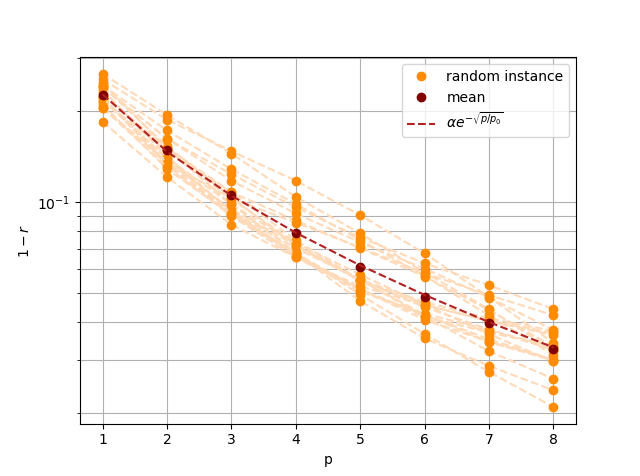 random instance
mean
αe^{-√(p/p₀)}
10⁻¹
1 − r
1 2 3 4 5 6 7 8
p